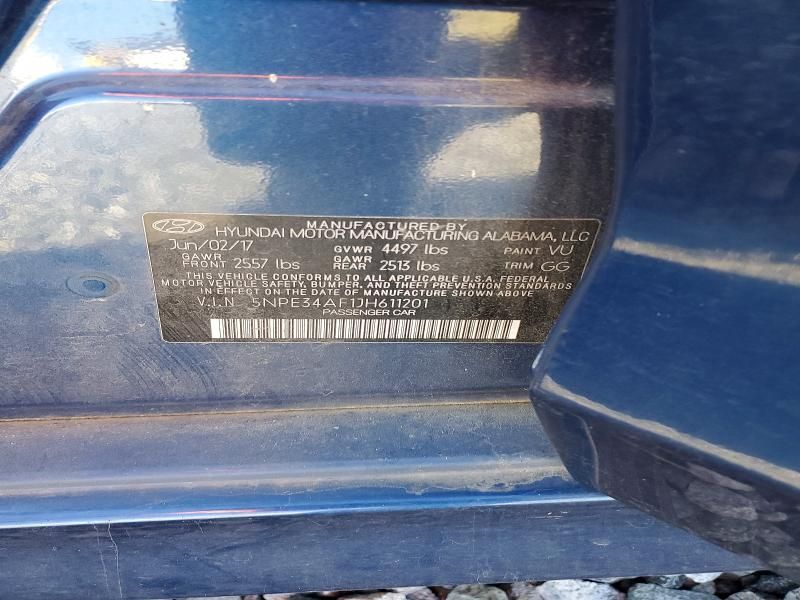 MANUFACTURED BY
HYUNDAI MOTOR MANUFACTURING ALABAMA, LLC
Jun/02/17 GVWR 4497 lbs PAINT VU
GAWR FRONT 2557 lbs GAWR REAR 2513 lbs TRIM GG
THIS VEHICLE CONFORMS TO ALL APPLICABLE U.S.A. FEDERAL
MOTOR VEHICLE SAFETY, BUMPER, AND THEFT PREVENTION STANDARDS
IN EFFECT ON THE DATE OF MANUFACTURE SHOWN ABOVE.
V.I.N. 5NPE34AF1JH611201
PASSENGER CAR